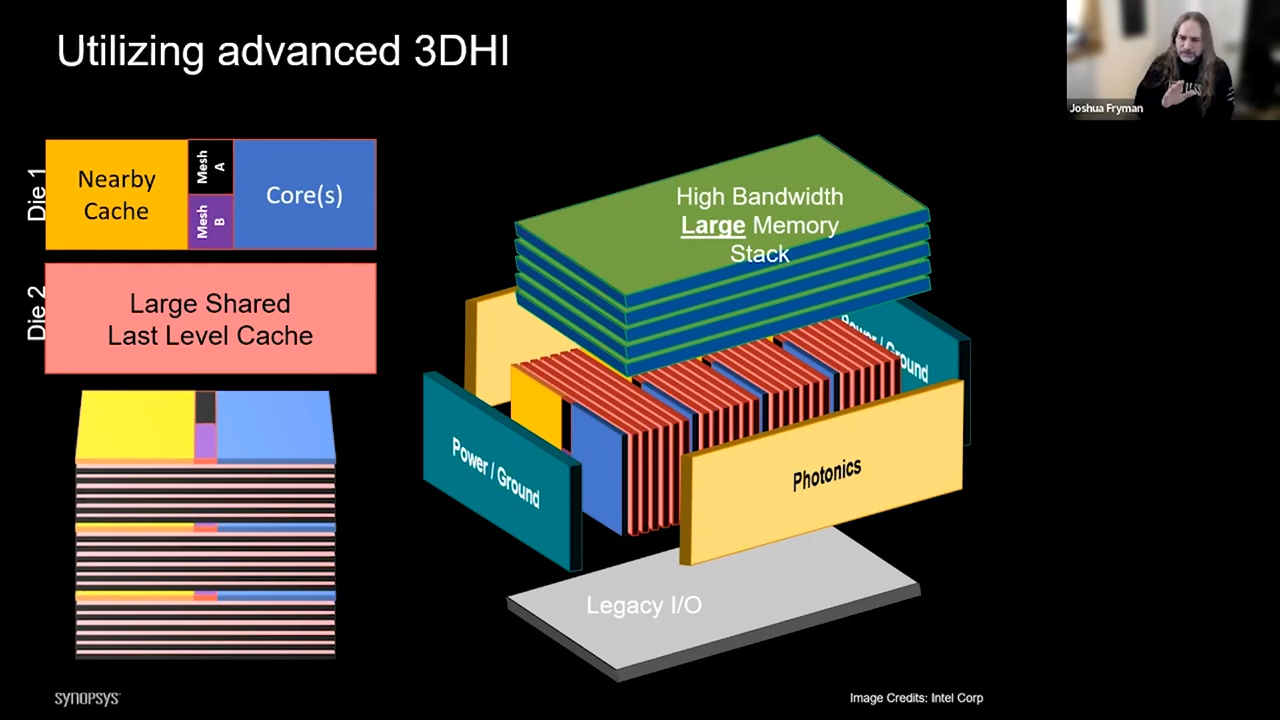 Utilizing advanced 3DHI
Joshua Fryman
Die 1
Nearby
Cache
Mesh
A
Mesh
B
Core(s)
Die 2
Large Shared
Last Level Cache
High Bandwidth
Large Memory
Stack
Power / Ground
Power / Ground
Photonics
Legacy I/O
SYNOPSYS
Image Credits: Intel Corp